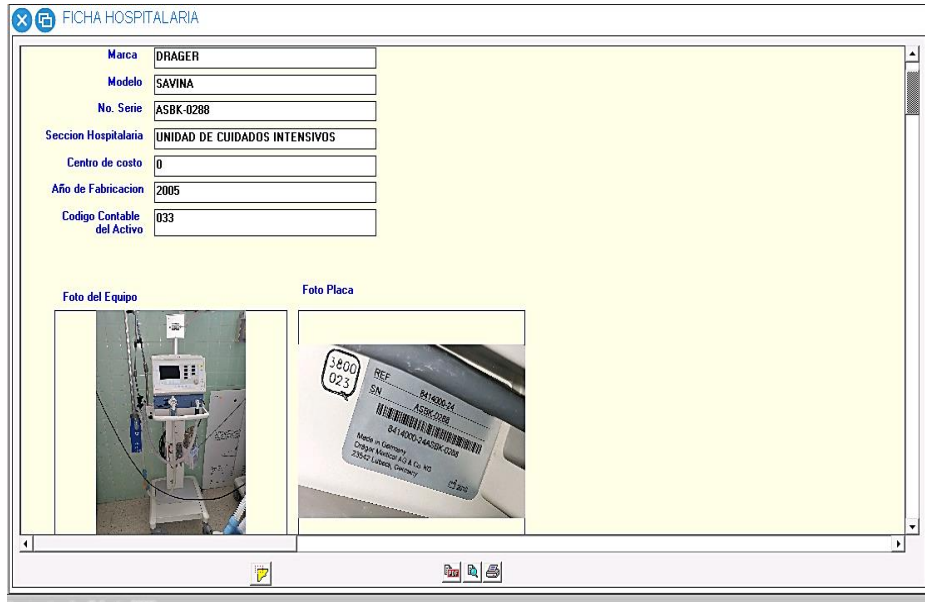 FICHA HOSPITALARIA
Marca DRAGER
Modelo SAVINA
No. Serie ASBK-0288
Seccion Hospitalaria UNIDAD DE CUIDADOS INTENSIVOS
Centro de costo 0
Año de Fabricacion 2005
Codigo Contable del Activo 033
Foto del Equipo
Foto Placa
3800
023
REF 8414000-24
SN ASBK-0288
8414000-24ASBK-0288
Made in Germany
Dräger Medical AG & Co. KG
23542 Lübeck, Germany
PDF